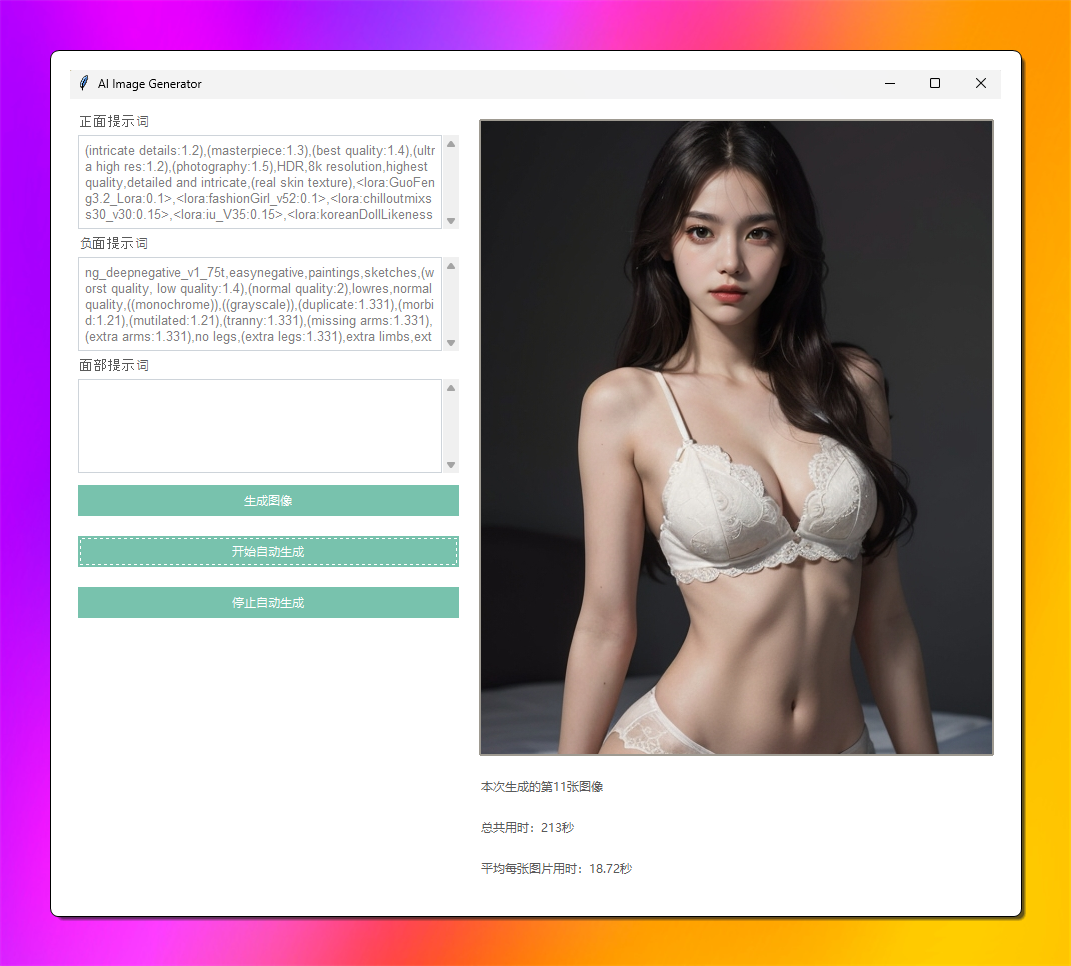 AI Image Generator
正面提示词
(intricate details:1.2),(masterpiece:1.3),(best quality:1.4),(ultr
a high res:1.2),(photography:1.5),HDR,8k resolution,highest
quality,detailed and intricate,(real skin texture),<lora:GuoFen
g3.2_Lora:0.1>,<lora:fashionGirl_v52:0.1>,<lora:chilloutmixs
s30_v30:0.15>,<lora:iu_V35:0.15>,<lora:koreanDollLikeness
负面提示词
ng_deepnegative_v1_75t,easynegative,paintings,sketches,(w
orst quality, low quality:1.4),(normal quality:2),lowres,normal
quality,((monochrome)),((grayscale)),(duplicate:1.331),(morbi
d:1.21),(mutilated:1.21),(tranny:1.331),(missing arms:1.331),
(extra arms:1.331),no legs,(extra legs:1.331),extra limbs,ext
面部提示词
生成图像
开始自动生成
停止自动生成
本次生成的第11张图像
总共用时：213秒
平均每张图片用时：18.72秒